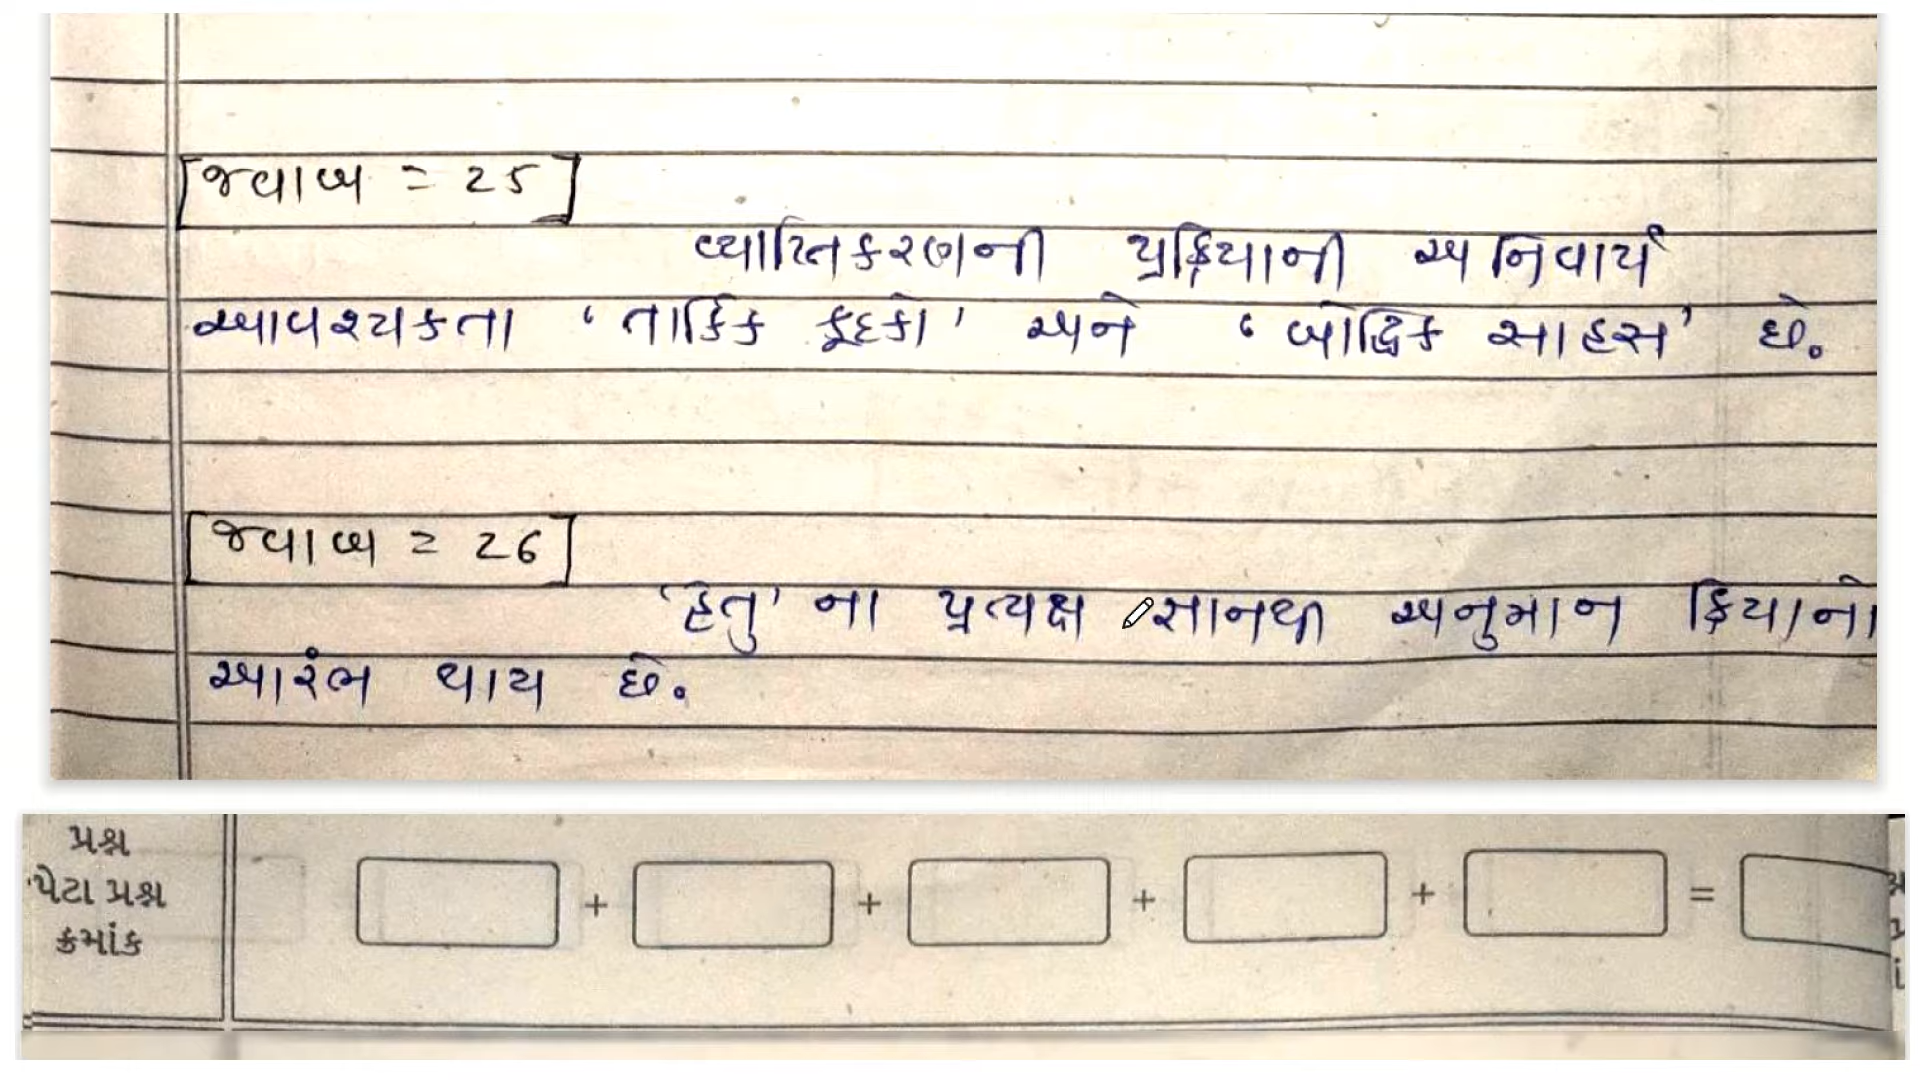 [જવાબ = 25]
વ્યાપ્તિકરણની પ્રક્રિયાની અનિવાર્ય
આવશ્યકતા 'તાર્કિક કૂદકો' અને 'બૌદ્ધિક સાહસ' છે.
[જવાબ = 26]
'હેતુ' ના પ્રત્યક્ષ જ્ઞાનથી અનુમાન ક્રિયાનો
આરંભ થાય છે.
પ્રશ્ન
પેટા પ્રશ્ન
ક્રમાંક
+ + + + =